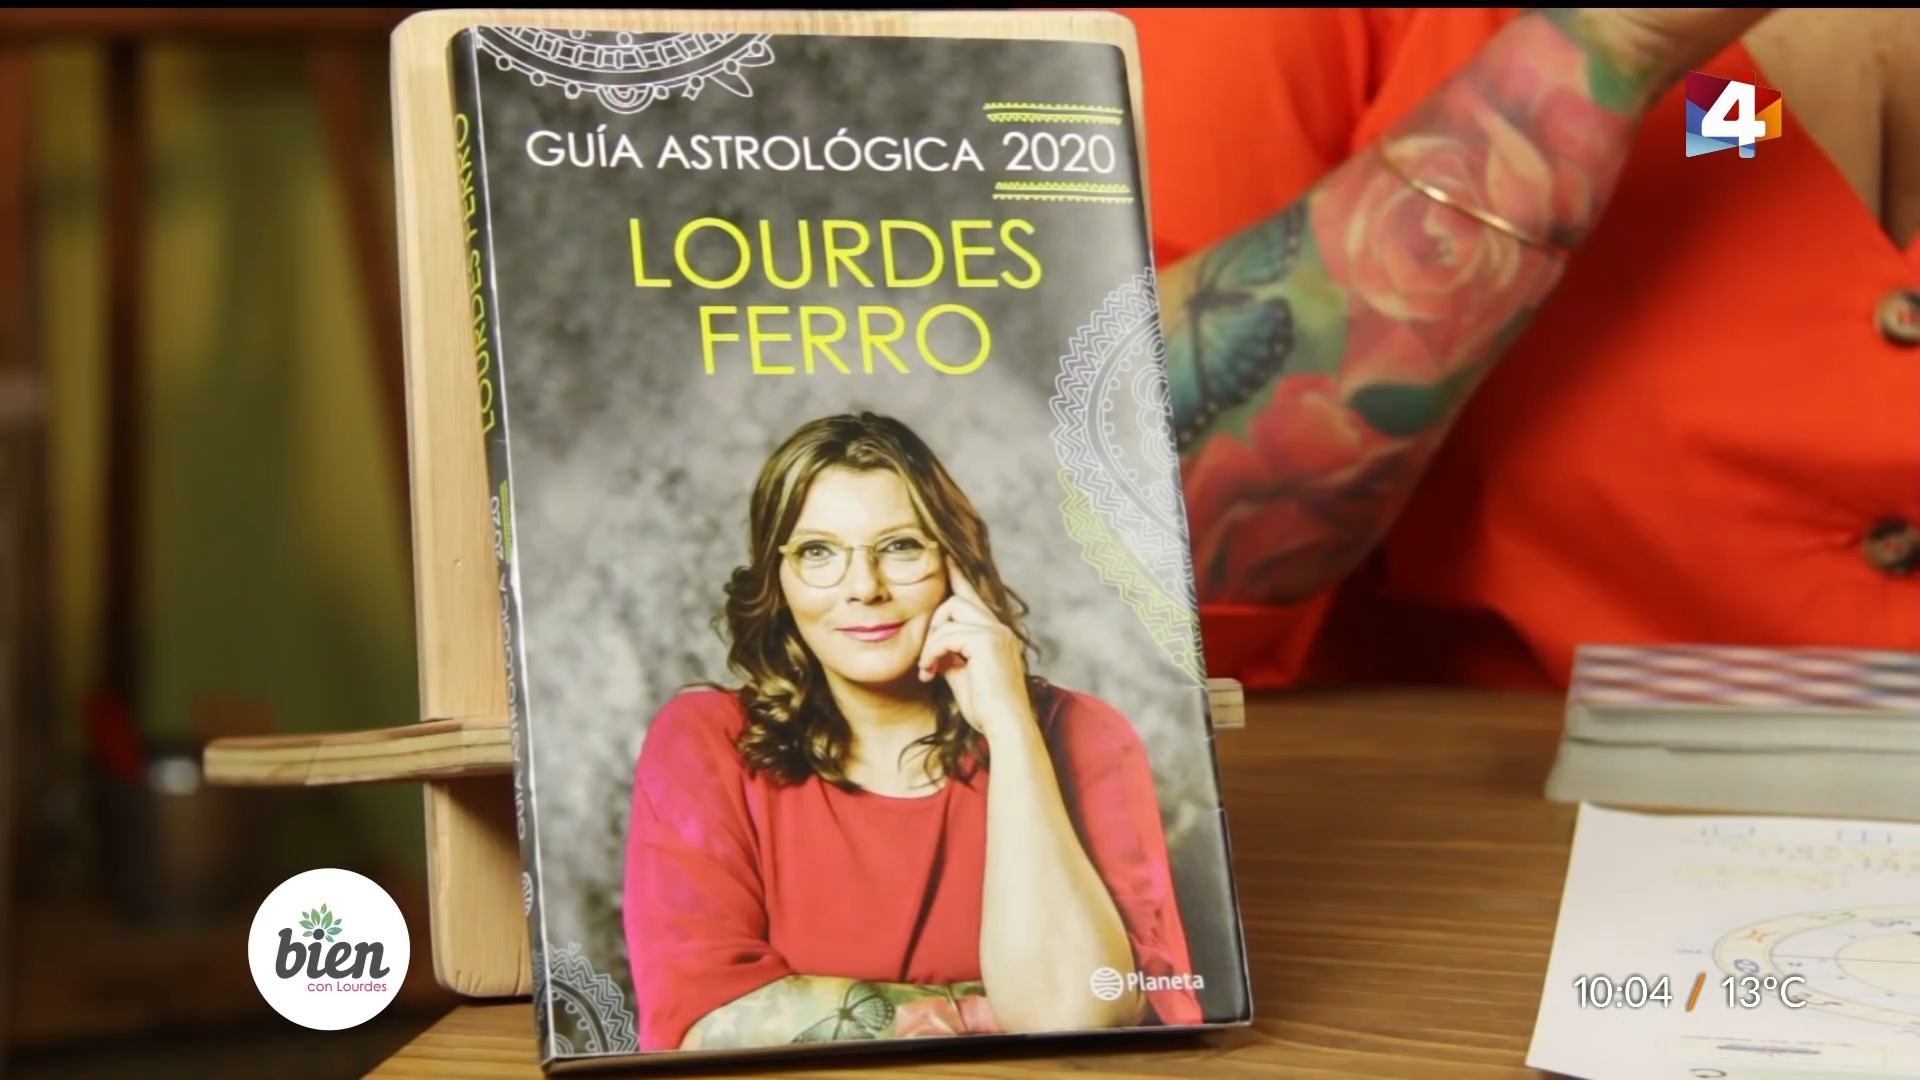 GUÍA ASTROLÓGICA 2020
LOURDES
FERRO
LOURDES FERRO
GUÍA ASTROLÓGICA 2020
Planeta
4
bien
con Lourdes
10:04 / 13°C